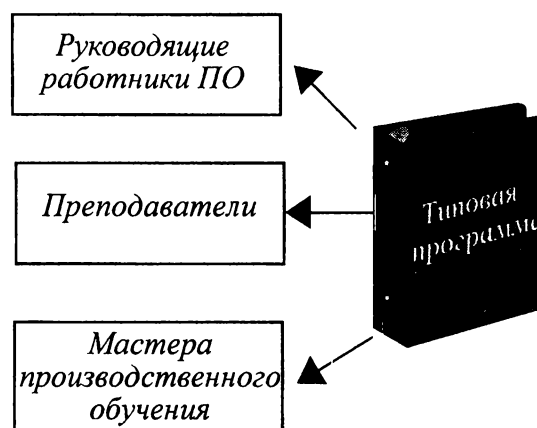 Руководящие
работники ПО
Преподаватели
Типовая
программа
Мастера
производственного
обучения